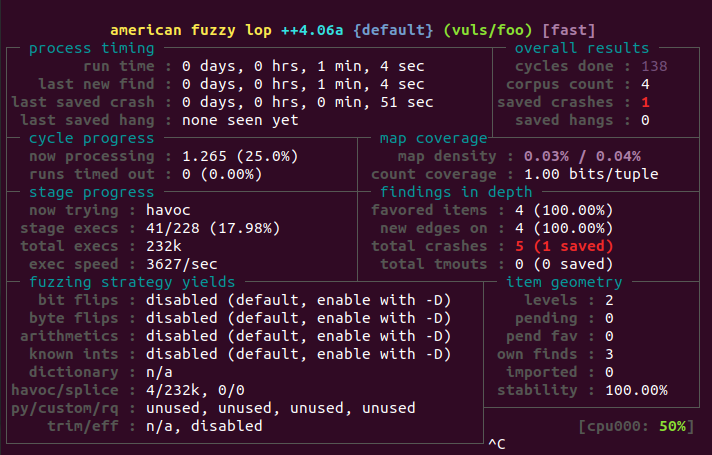 american fuzzy lop ++4.06a {default} (vuls/foo) [fast]
process timing overall results
run time : 0 days, 0 hrs, 1 min, 4 sec cycles done : 138
last new find : 0 days, 0 hrs, 1 min, 4 sec corpus count : 4
last saved crash : 0 days, 0 hrs, 0 min, 51 sec saved crashes : 1
last saved hang : none seen yet saved hangs : 0
cycle progress map coverage
now processing : 1.265 (25.0%) map density : 0.03% / 0.04%
runs timed out : 0 (0.00%) count coverage : 1.00 bits/tuple
stage progress findings in depth
now trying : havoc favored items : 4 (100.00%)
stage execs : 41/228 (17.98%) new edges on : 4 (100.00%)
total execs : 232k total crashes : 5 (1 saved)
exec speed : 3627/sec total tmouts : 0 (0 saved)
fuzzing strategy yields item geometry
bit flips : disabled (default, enable with -D) levels : 2
byte flips : disabled (default, enable with -D) pending : 0
arithmetics : disabled (default, enable with -D) pend fav : 0
known ints : disabled (default, enable with -D) own finds : 3
dictionary : n/a imported : 0
havoc/splice : 4/232k, 0/0 stability : 100.00%
py/custom/rq : unused, unused, unused, unused
trim/eff : n/a, disabled [cpu000: 50%]
^C